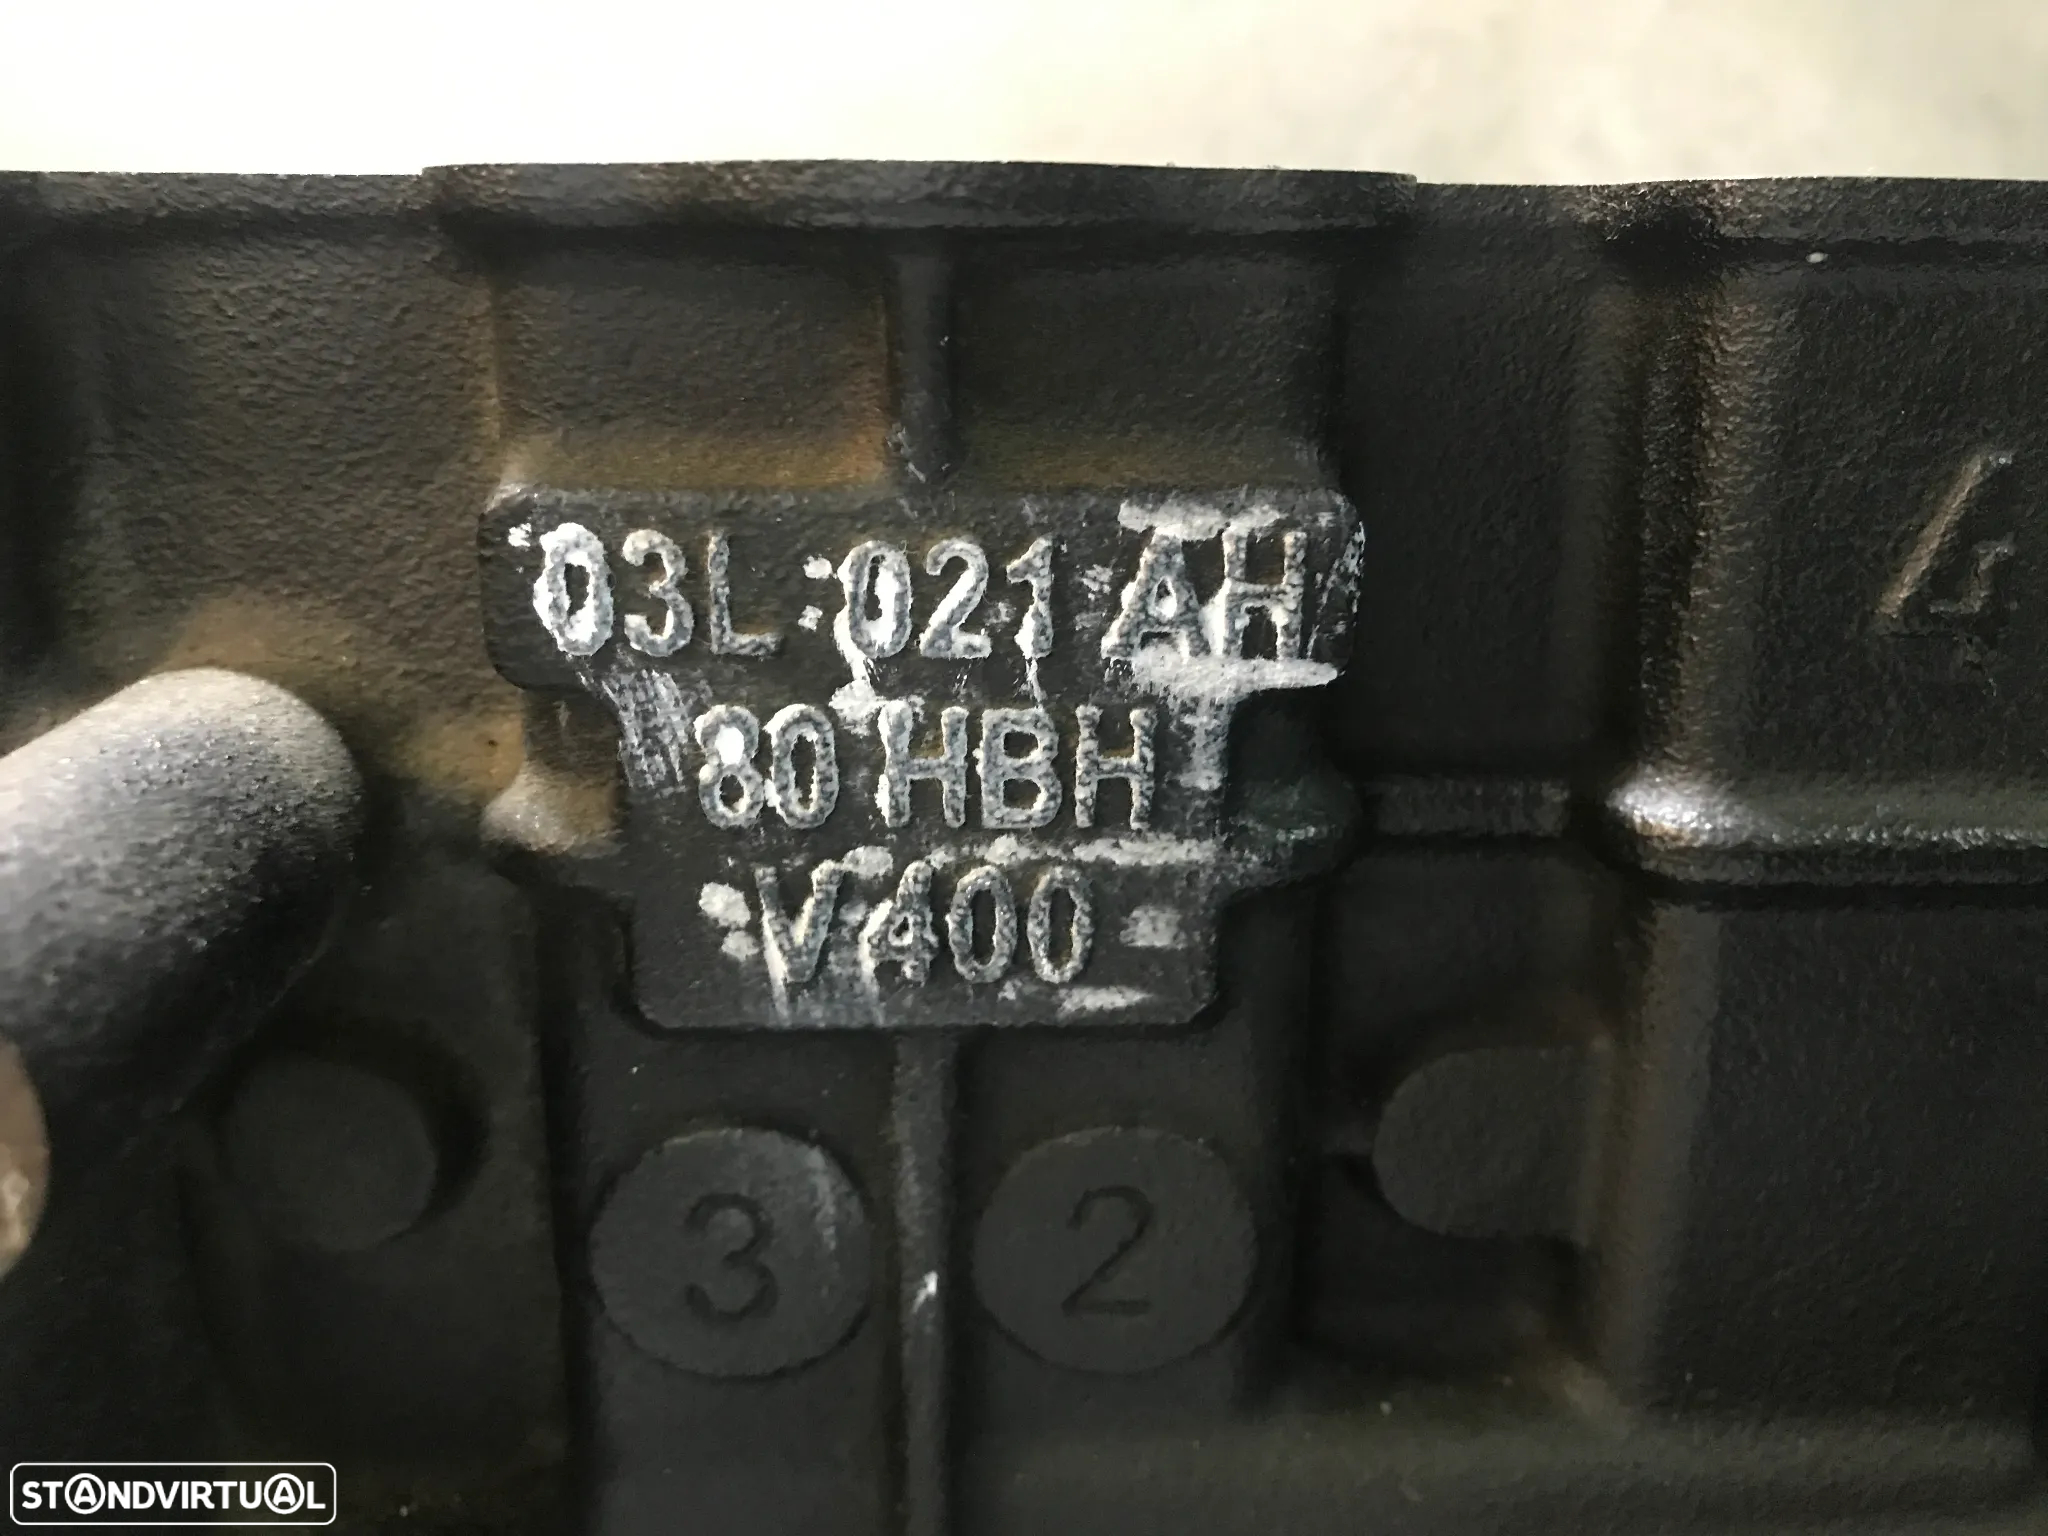 03L 021 AH
80 HBH
V400
4
3
2
STANDVIRTUAL